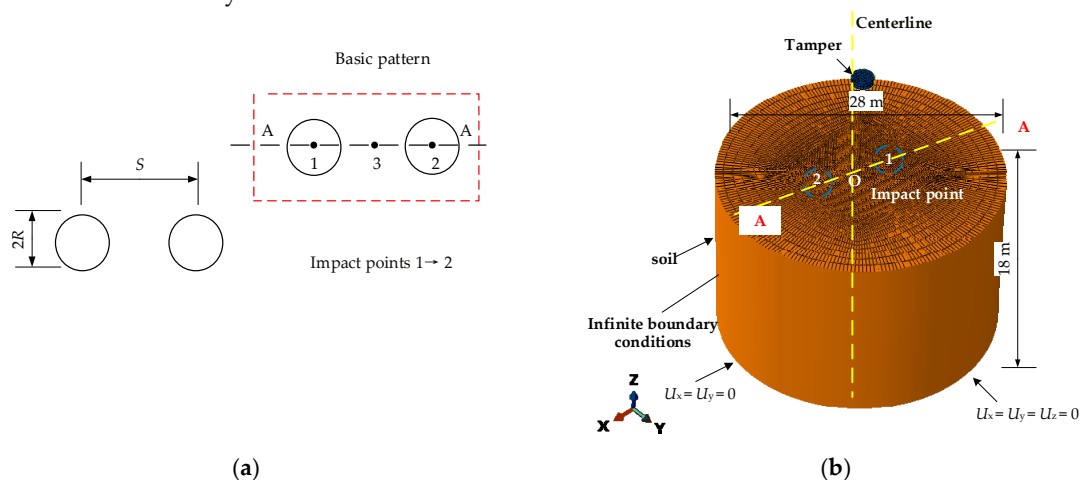 Basic pattern
A
A
1
3
2
S
2R
Impact points 1→ 2
(a)
Centerline
Tamper
28 m
A
1
2
O
Impact point
A
soil
18 m
Infinite boundary
conditions
Ux = Uy = 0
Ux = Uy = Uz = 0
Z
X
Y
(b)